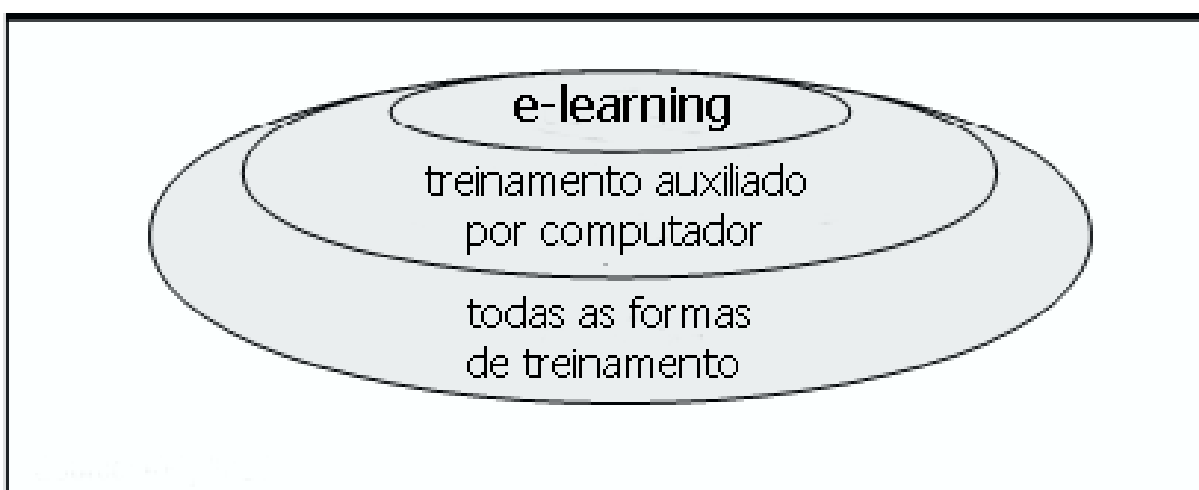 e-learning
treinamento auxiliado
por computador
todas as formas
de treinamento